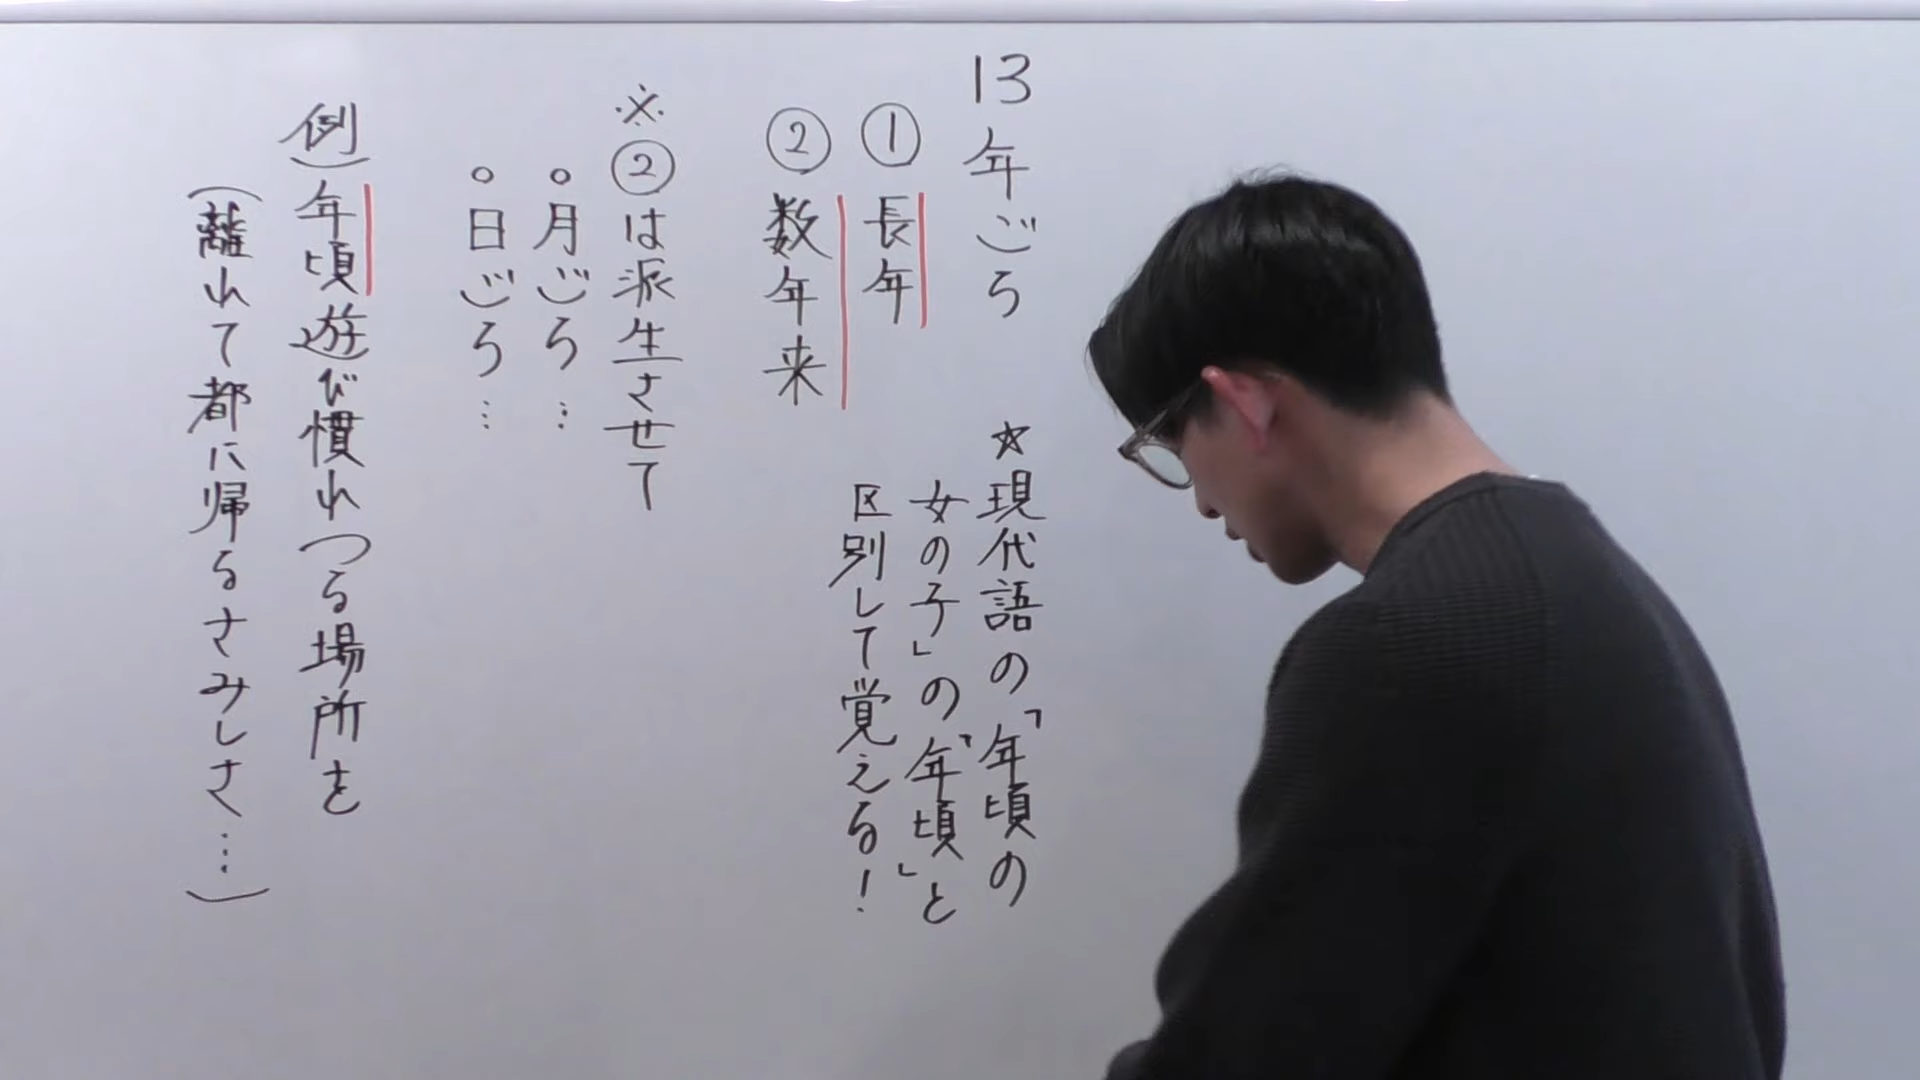 13 年ごろ
① 長年
② 数年来
★現代語の「年頃の
女の子」の「年頃」と
区別して覚える!
※②は派生させて
○月ごろ…
○日ごろ…
例)年頃遊び慣れつる場所を
(離れて都に帰るさみしさ…)